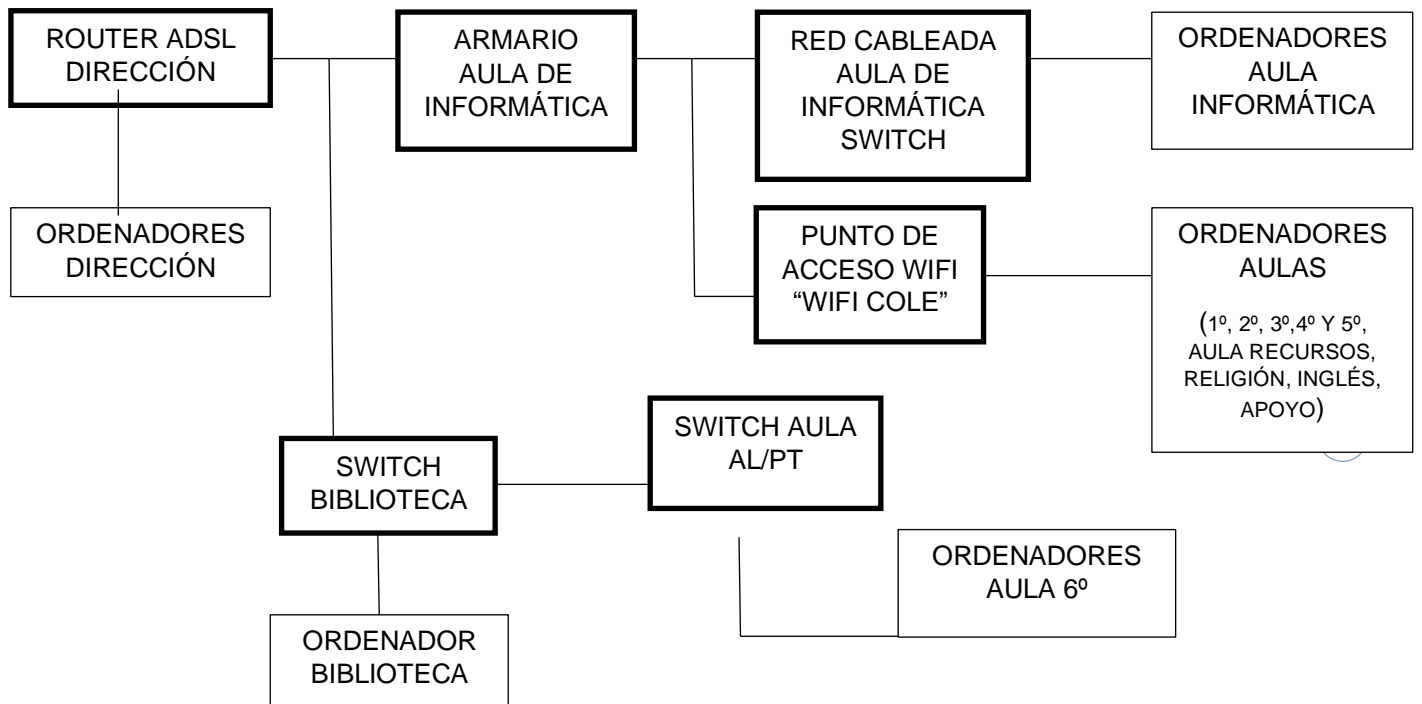 ROUTER ADSL
DIRECCIÓN
ARMARIO
AULA DE
INFORMÁTICA
RED CABLEADA
AULA DE
INFORMÁTICA
SWITCH
ORDENADORES
AULA
INFORMÁTICA
ORDENADORES
DIRECCIÓN
PUNTO DE
ACCESO WIFI
“WIFI COLE”
ORDENADORES
AULAS
(1º, 2º, 3º,4º Y 5º,
AULA RECURSOS,
RELIGIÓN, INGLÉS,
APOYO)
SWITCH
BIBLIOTECA
SWITCH AULA
AL/PT
ORDENADORES
AULA 6º
ORDENADOR
BIBLIOTECA